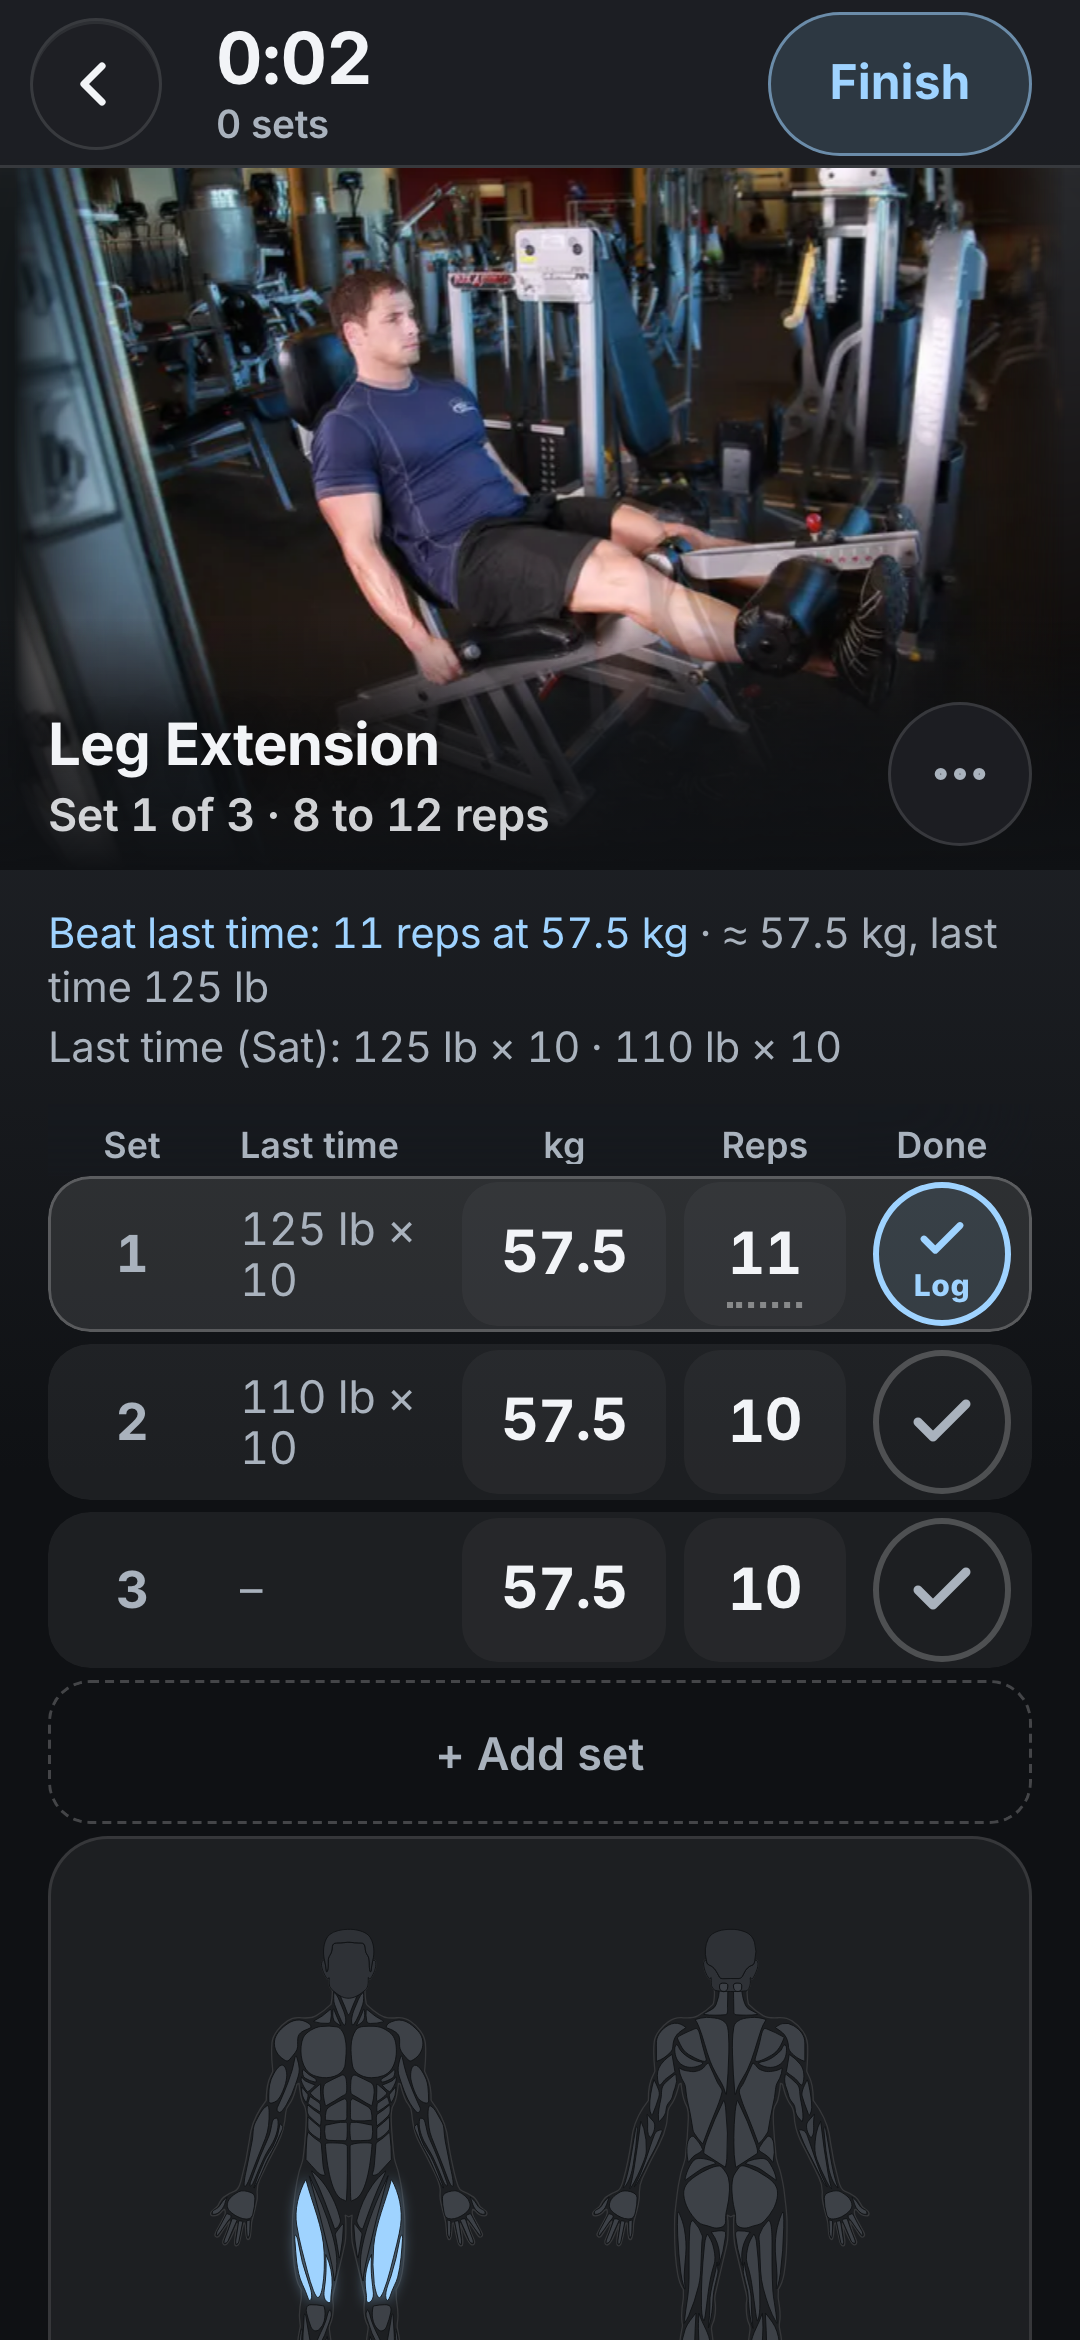 0:02
0 sets
Finish
Leg Extension
Set 1 of 3 · 8 to 12 reps
Beat last time: 11 reps at 57.5 kg · ≈ 57.5 kg, last
time 125 lb
Last time (Sat): 125 lb × 10 · 110 lb × 10
Set Last time kg Reps Done
1 125 lb × 10 57.5 11 Log
2 110 lb × 10 57.5 10
3 – 57.5 10
+ Add set